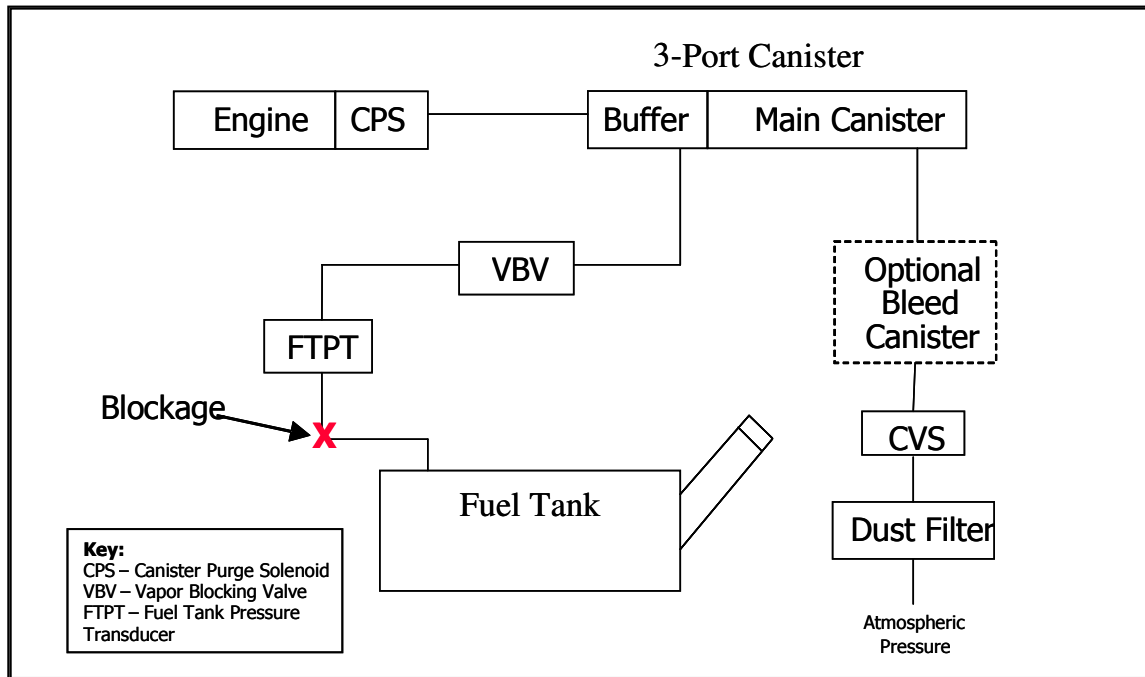 3-Port Canister
Engine
CPS
Buffer
Main Canister
VBV
Optional
Bleed
Canister
FTPT
Blockage
X
CVS
Fuel Tank
Dust Filter
Key:
CPS – Canister Purge Solenoid
VBV – Vapor Blocking Valve
FTPT – Fuel Tank Pressure
Transducer
Atmospheric
Pressure